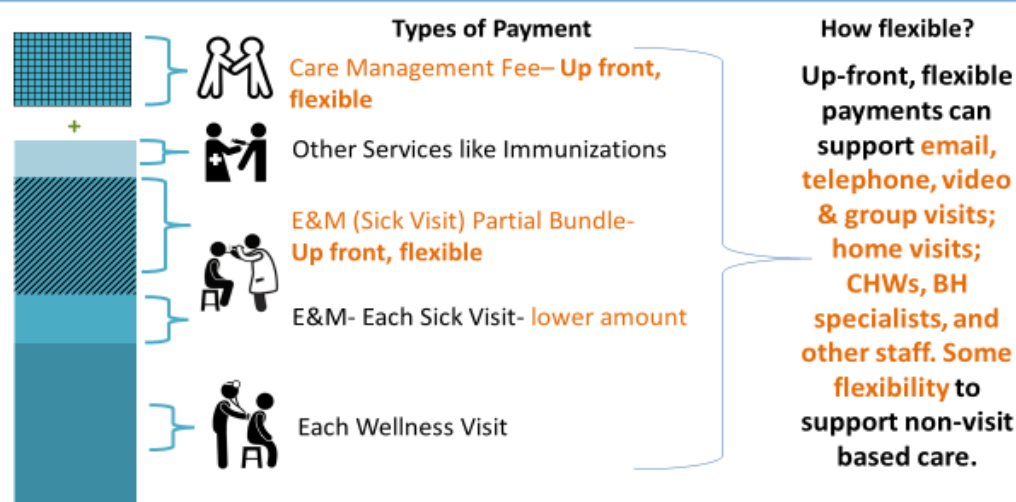 Types of Payment
Care Management Fee– Up front,
flexible
+
Other Services like Immunizations
E&M (Sick Visit) Partial Bundle-
Up front, flexible
E&M- Each Sick Visit- lower amount
Each Wellness Visit
How flexible?
Up-front, flexible
payments can
support email,
telephone, video
& group visits;
home visits;
CHWs, BH
specialists, and
other staff. Some
flexibility to
support non-visit
based care.